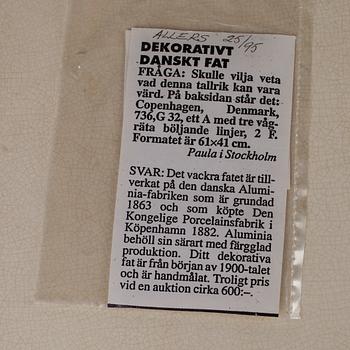 ALLERS 25/95
DEKORATIVT
DANSKT FAT
FRÅGA: Skulle vilja veta
vad denna tallrik kan vara
värd. På baksidan står det:
Copenhagen, Denmark,
736,G 32, ett A med tre våg-
räta böljande linjer, 2 F.
Formatet är 61×41 cm.
Paula i Stockholm
SVAR: Det vackra fatet är till-
verkat på den danska Alumi-
nia-fabriken som är grundad
1863 och som köpte Den
Kongelige Porcelainsfabrik i
Köpenhamn 1882. Aluminia
behöll sin särart med färgglad
produktion. Ditt dekorativa
fat är från början av 1900-talet
och är handmålat. Troligt pris
vid en auktion cirka 600:–.